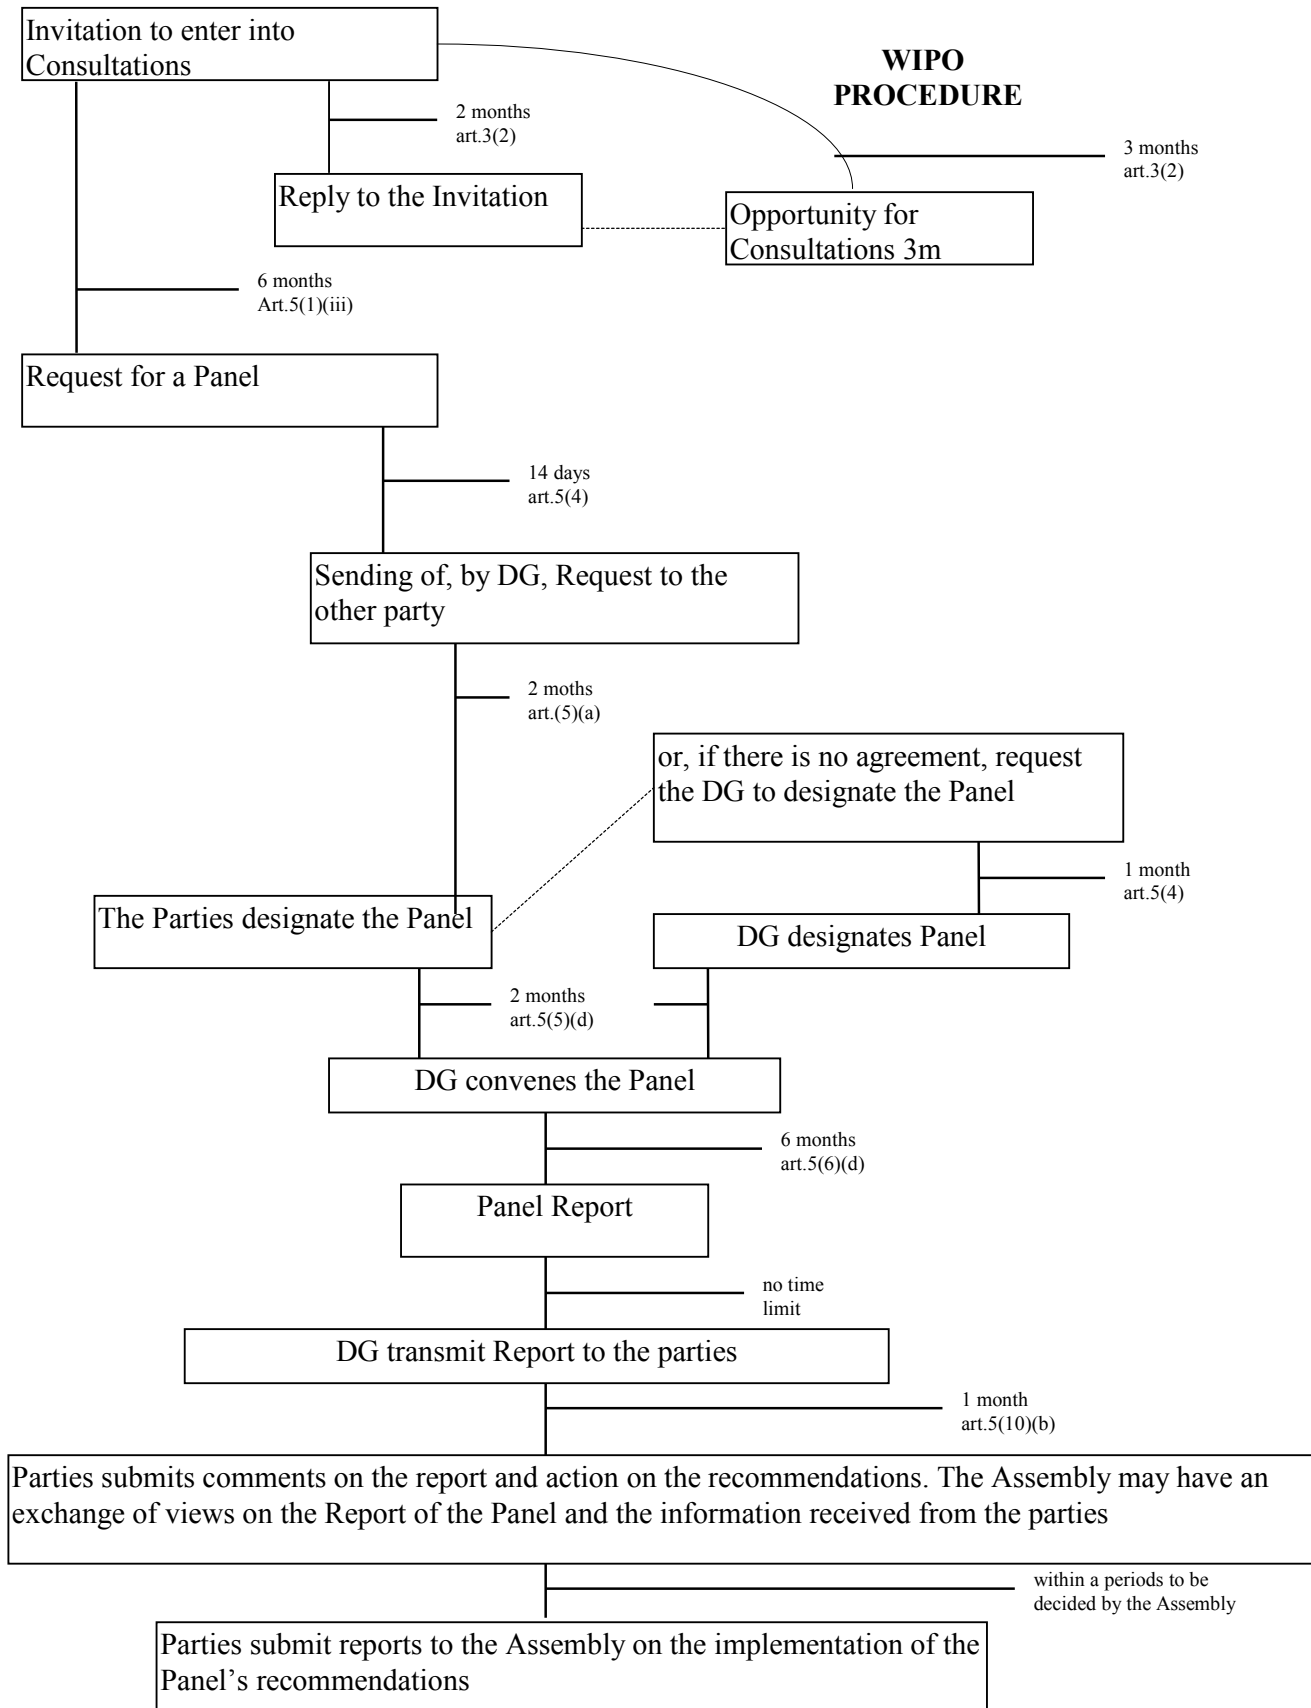 Invitation to enter into
Consultations
WIPO
PROCEDURE
2 months
art.3(2)
3 months
art.3(2)
Reply to the Invitation
Opportunity for
Consultations 3m
6 months
Art.5(1)(iii)
Request for a Panel
14 days
art.5(4)
Sending of, by DG, Request to the
other party
2 moths
art.(5)(a)
or, if there is no agreement, request
the DG to designate the Panel
1 month
art.5(4)
The Parties designate the Panel
DG designates Panel
2 months
art.5(5)(d)
DG convenes the Panel
6 months
art.5(6)(d)
Panel Report
no time
limit
DG transmit Report to the parties
1 month
art.5(10)(b)
Parties submits comments on the report and action on the recommendations. The Assembly may have an
exchange of views on the Report of the Panel and the information received from the parties
within a periods to be
decided by the Assembly
Parties submit reports to the Assembly on the implementation of the
Panel’s recommendations